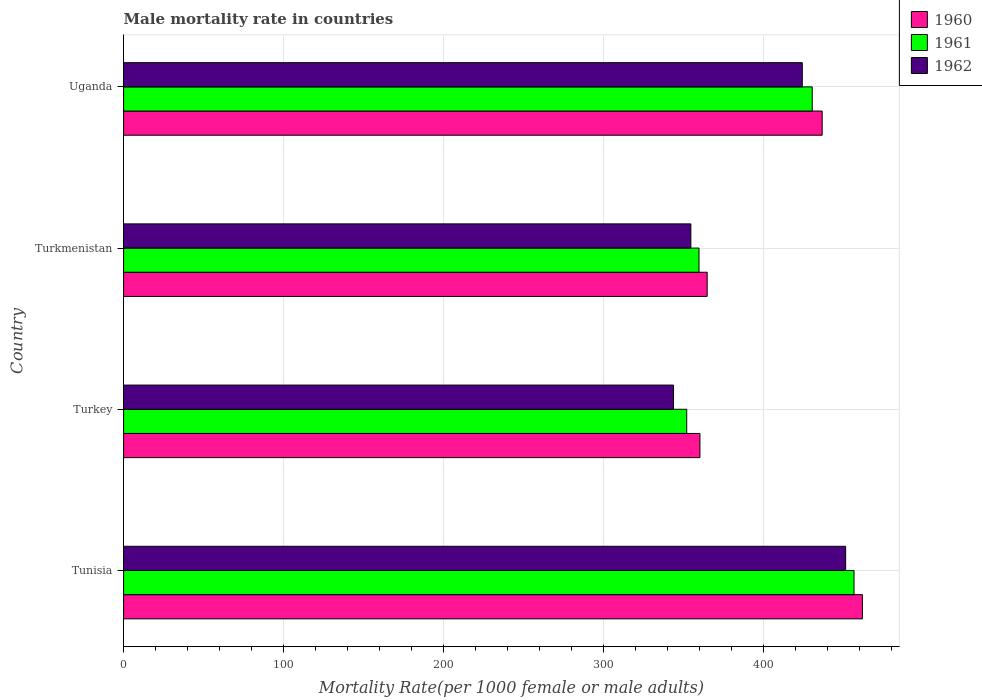 Male mortality rate in countries
1960
1961
1962
Uganda
Turkmenistan
Turkey
Tunisia
Country
0
100
200
300
400
Mortality Rate(per 1000 female or male adults)